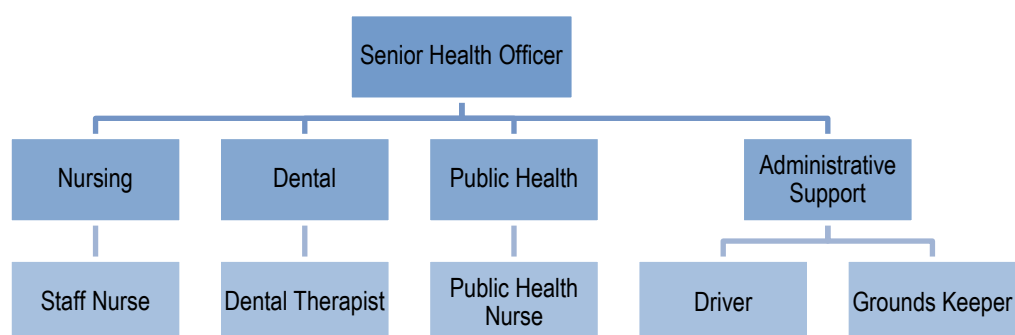 Senior Health Officer
Nursing
Dental
Public Health
Administrative
Support
Staff Nurse
Dental Therapist
Public Health
Nurse
Driver
Grounds Keeper